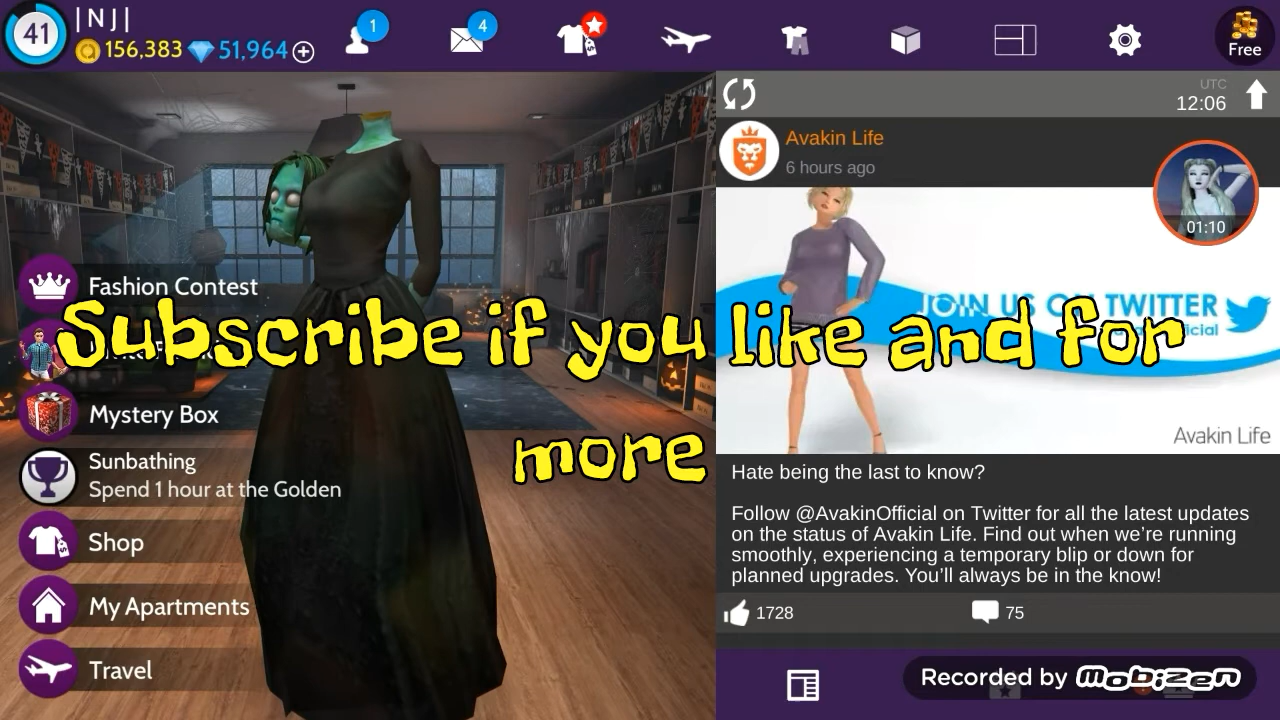 41
|NJ|
156,383
51,964
1
4
Free
UTC
12:06
Avakin Life
6 hours ago
01:10
JOIN US ON TWITTER
Avakin Life
Fashion Contest
Subscribe if you like and for
more
Mystery Box
Sunbathing
Spend 1 hour at the Golden
Shop
My Apartments
Travel
Hate being the last to know?
Follow @AvakinOfficial on Twitter for all the latest updates
on the status of Avakin Life. Find out when we're running
smoothly, experiencing a temporary blip or down for
planned upgrades. You'll always be in the know!
1728
75
Recorded by mobizen